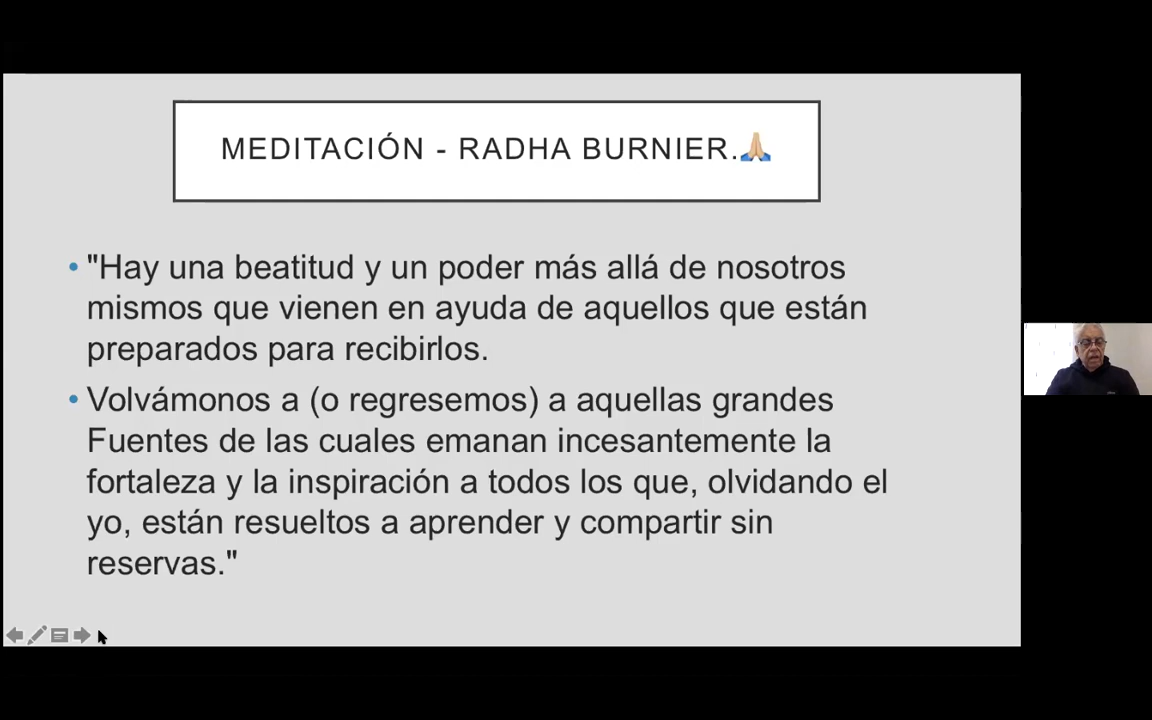 MEDITACIÓN - RADHA BURNIER.🙏🏼
• "Hay una beatitud y un poder más allá de nosotros
mismos que vienen en ayuda de aquellos que están
preparados para recibirlos.
• Volvámonos a (o regresemos) a aquellas grandes
Fuentes de las cuales emanan incesantemente la
fortaleza y la inspiración a todos los que, olvidando el
yo, están resueltos a aprender y compartir sin
reservas."